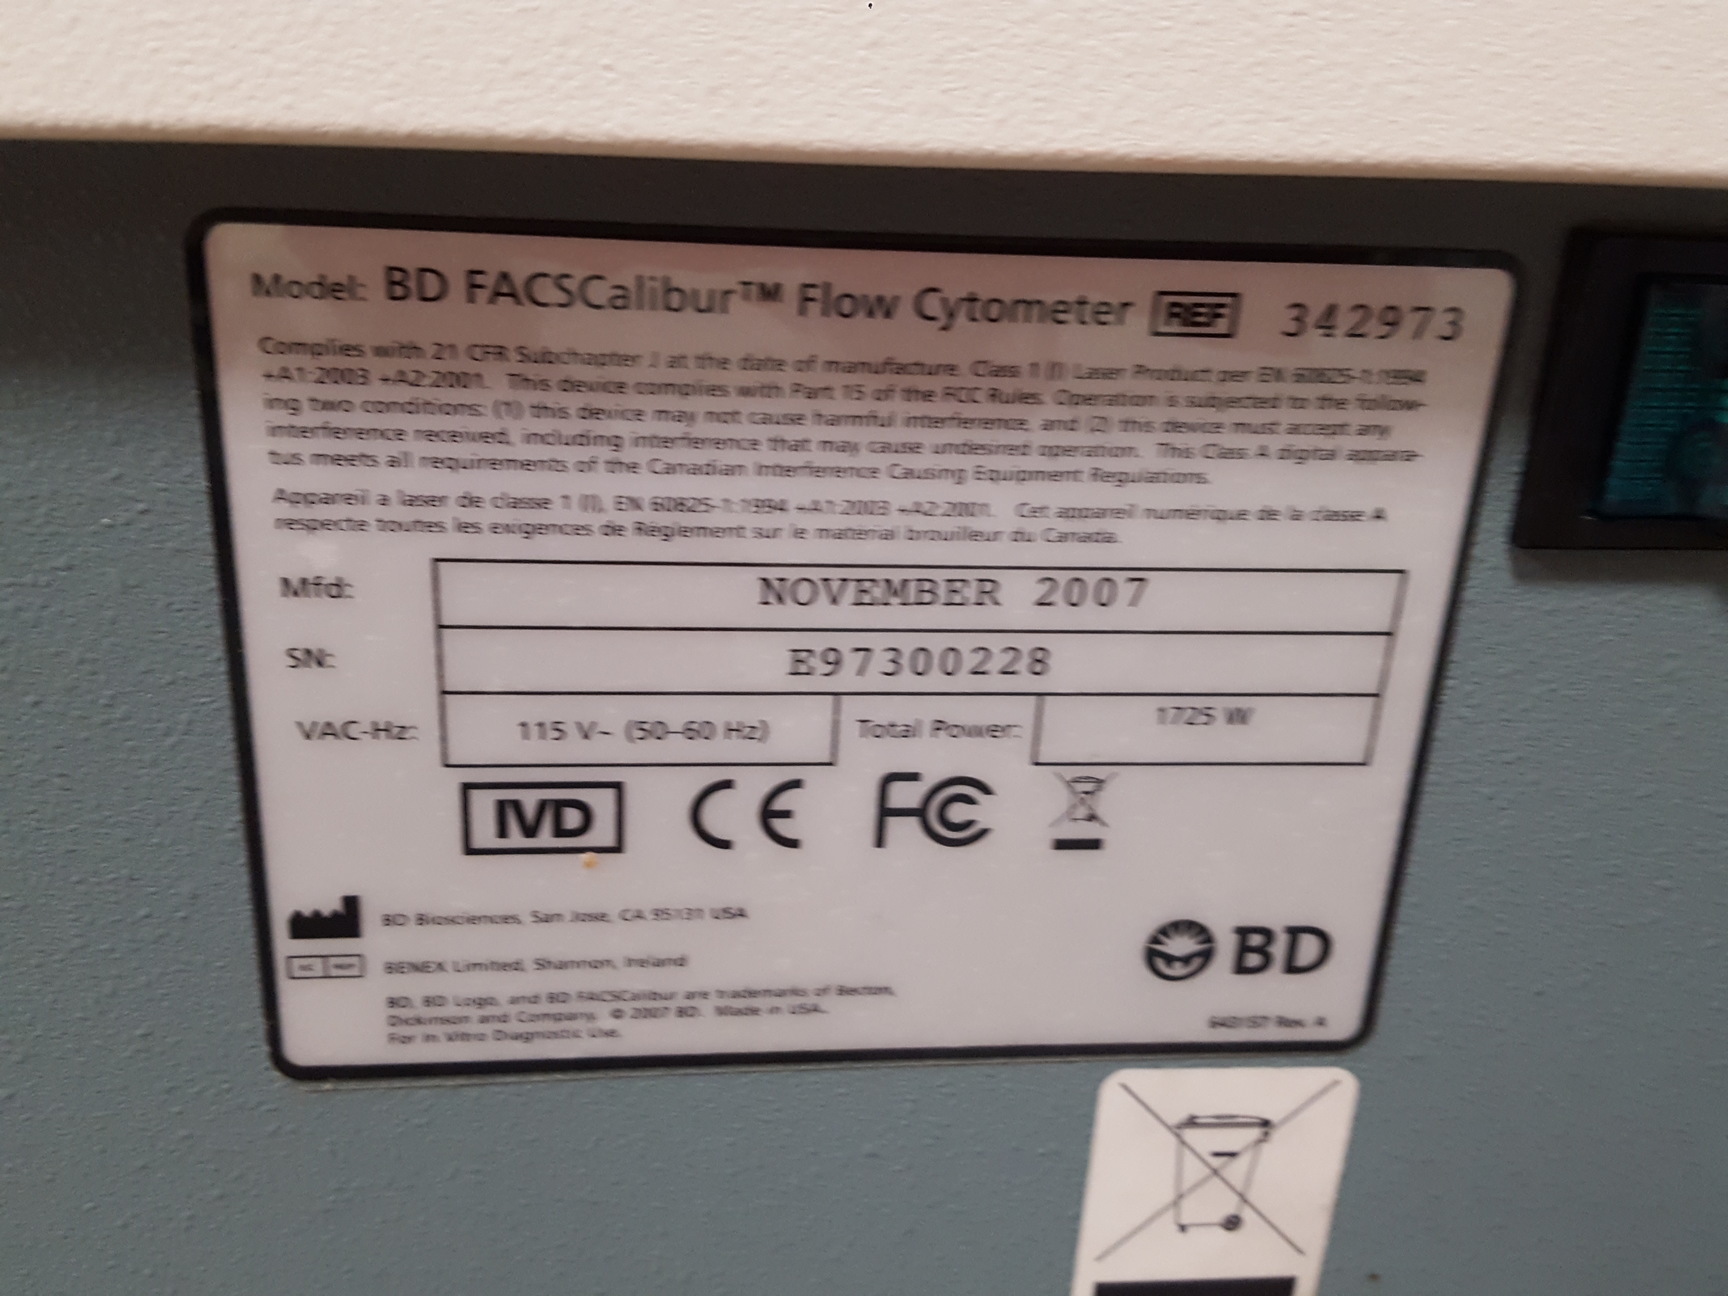 Model: BD FACSCalibur™ Flow Cytometer REF 342973
Complies with 21 CFR Subchapter J at the date of manufacture. Class 1 (I) Laser Product per EN 60825-1:1994
+A1:2003 +A2:2001. This device complies with Part 15 of the FCC Rules. Operation is subjected to the follow-
ing two conditions: (1) this device may not cause harmful interference, and (2) this device must accept any
interference received, including interference that may cause undesired operation. This Class A digital appara-
tus meets all requirements of the Canadian Interference Causing Equipment Regulations.
Appareil a laser de classe 1 (I), EN 60825-1:1994 +A1:2003 +A2:2001. Cet appareil numérique de la classe A
respecte touttes les exigences de Règlement sur le matérial brouilleur du Canada.
Mfd: NOVEMBER 2007
SN: E97300228
VAC-Hz: 115 V~ (50–60 Hz) Total Power: 1725 W
IVD CE FC
BD Biosciences, San Jose, CA 95131 USA
BENEX Limited, Shannon, Ireland
BD
BD, BD Logo, and BD FACSCalibur are trademarks of Becton,
Dickinson and Company. © 2007 BD. Made in USA.
For In Vitro Diagnostic Use.
Rev. A